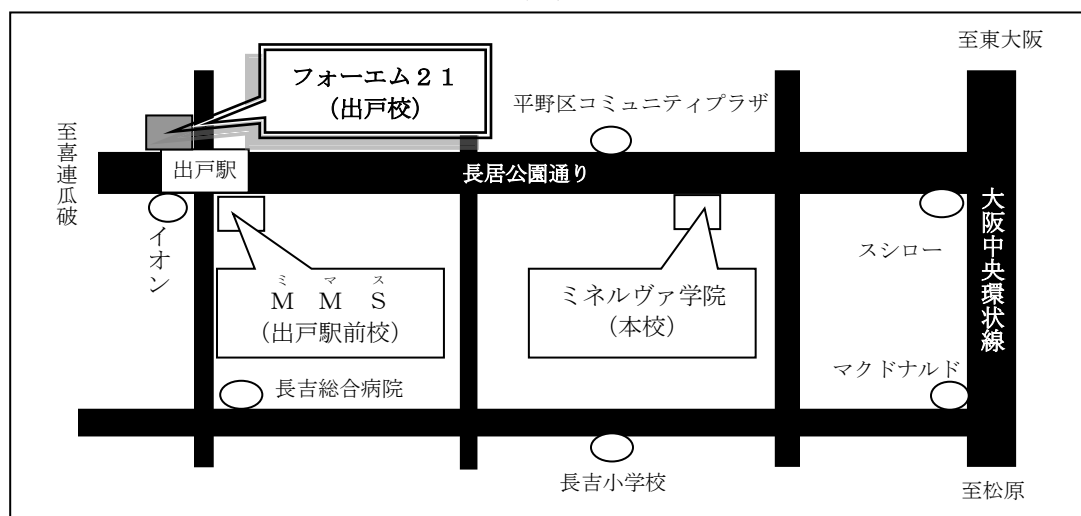 至東大阪
フォーエム21
(出戸校)
平野区コミュニティプラザ
至喜連瓜破
出戸駅
長居公園通り
イオン
大阪中央環状線
スシロー
ミ マ ス
M M S
(出戸駅前校)
ミネルヴァ学院
(本校)
マクドナルド
長吉総合病院
長吉小学校
至松原